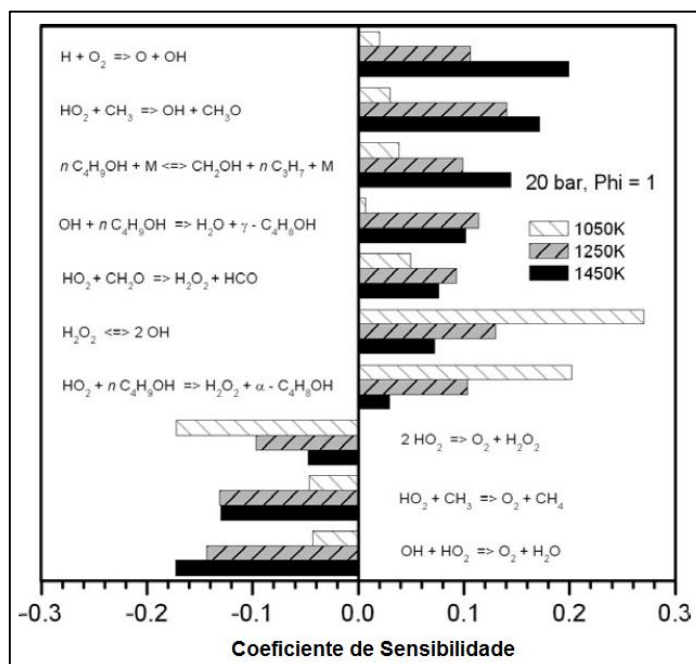 H + O₂ => O + OH
HO₂ + CH₃ => OH + CH₃O
n C₄H₉OH + M <=> CH₂OH + n C₃H₇ + M
20 bar, Phi = 1
OH + n C₄H₉OH => H₂O + γ - C₄H₈OH
1050K
1250K
1450K
HO₂ + CH₂O => H₂O₂ + HCO
H₂O₂ <=> 2 OH
HO₂ + n C₄H₉OH => H₂O₂ + α - C₄H₈OH
2 HO₂ => O₂ + H₂O₂
HO₂ + CH₃ => O₂ + CH₄
OH + HO₂ => O₂ + H₂O
−0.3 −0.2 −0.1 0.0 0.1 0.2 0.3
Coeficiente de Sensibilidade